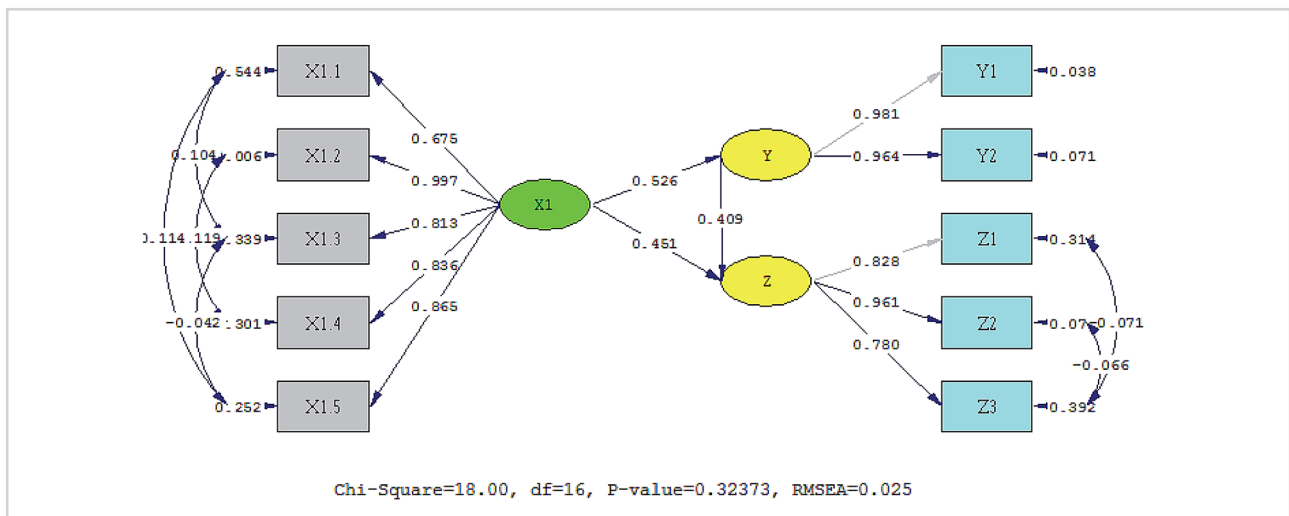 0.544 X1.1 Y1 0.038
0.675 0.981
0.104 .006 X1.2 Y Y2 0.071
0.997 0.964
0.526
X1
0.813 0.409
.114 .119 .339 X1.3 0.451 Z1 0.314
0.836 0.828
Z
0.865 0.961
-0.042 .301 X1.4 Z2 0.07 -0.071
0.780
-0.066
0.252 X1.5 Z3 0.392
Chi-Square=18.00, df=16, P-value=0.32373, RMSEA=0.025